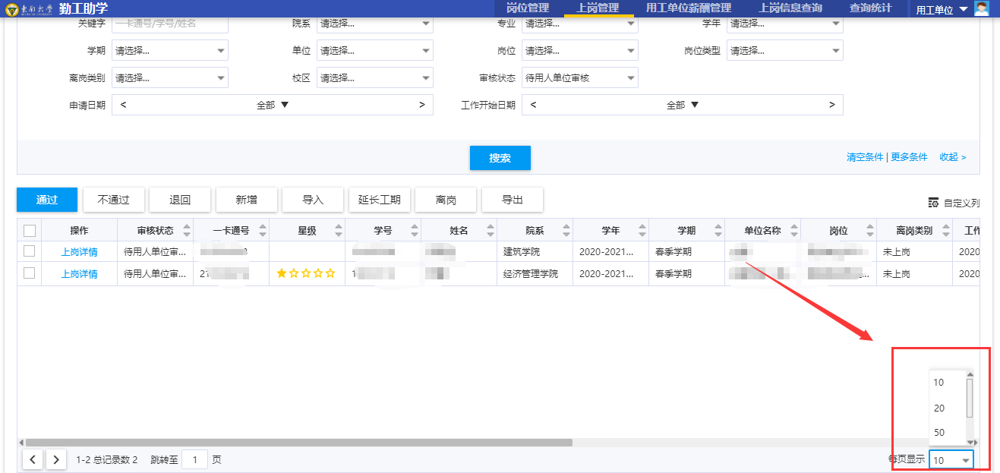 东南大学 勤工助学 岗位管理 上岗管理 用工单位薪酬管理 上岗信息查询 查询统计 用工单位
关键字 一卡通号/学号/姓名 院系 请选择... 专业 请选择... 学年 请选择...
学期 请选择... 单位 请选择... 岗位 请选择... 岗位类型 请选择...
离岗类别 请选择... 校区 请选择... 审核状态 待用人单位审核
申请日期 < 全部 ▼ > 工作开始日期 < 全部 ▼ >
搜索 清空条件 | 更多条件 收起 >
通过 不通过 退回 新增 导入 延长工期 离岗 导出 自定义列
操作 审核状态 一卡通号 星级 学号 姓名 院系 学年 学期 单位名称 岗位 离岗类别 工作
上岗详情 待用人单位审... 建筑学院 2020-2021... 春季学期 未上岗 2020
上岗详情 待用人单位审... 21 1 经济管理学院 2020-2021... 春季学期 未上岗 2020
10
20
50
1-2 总记录数 2 跳转至 1 页 每页显示 10